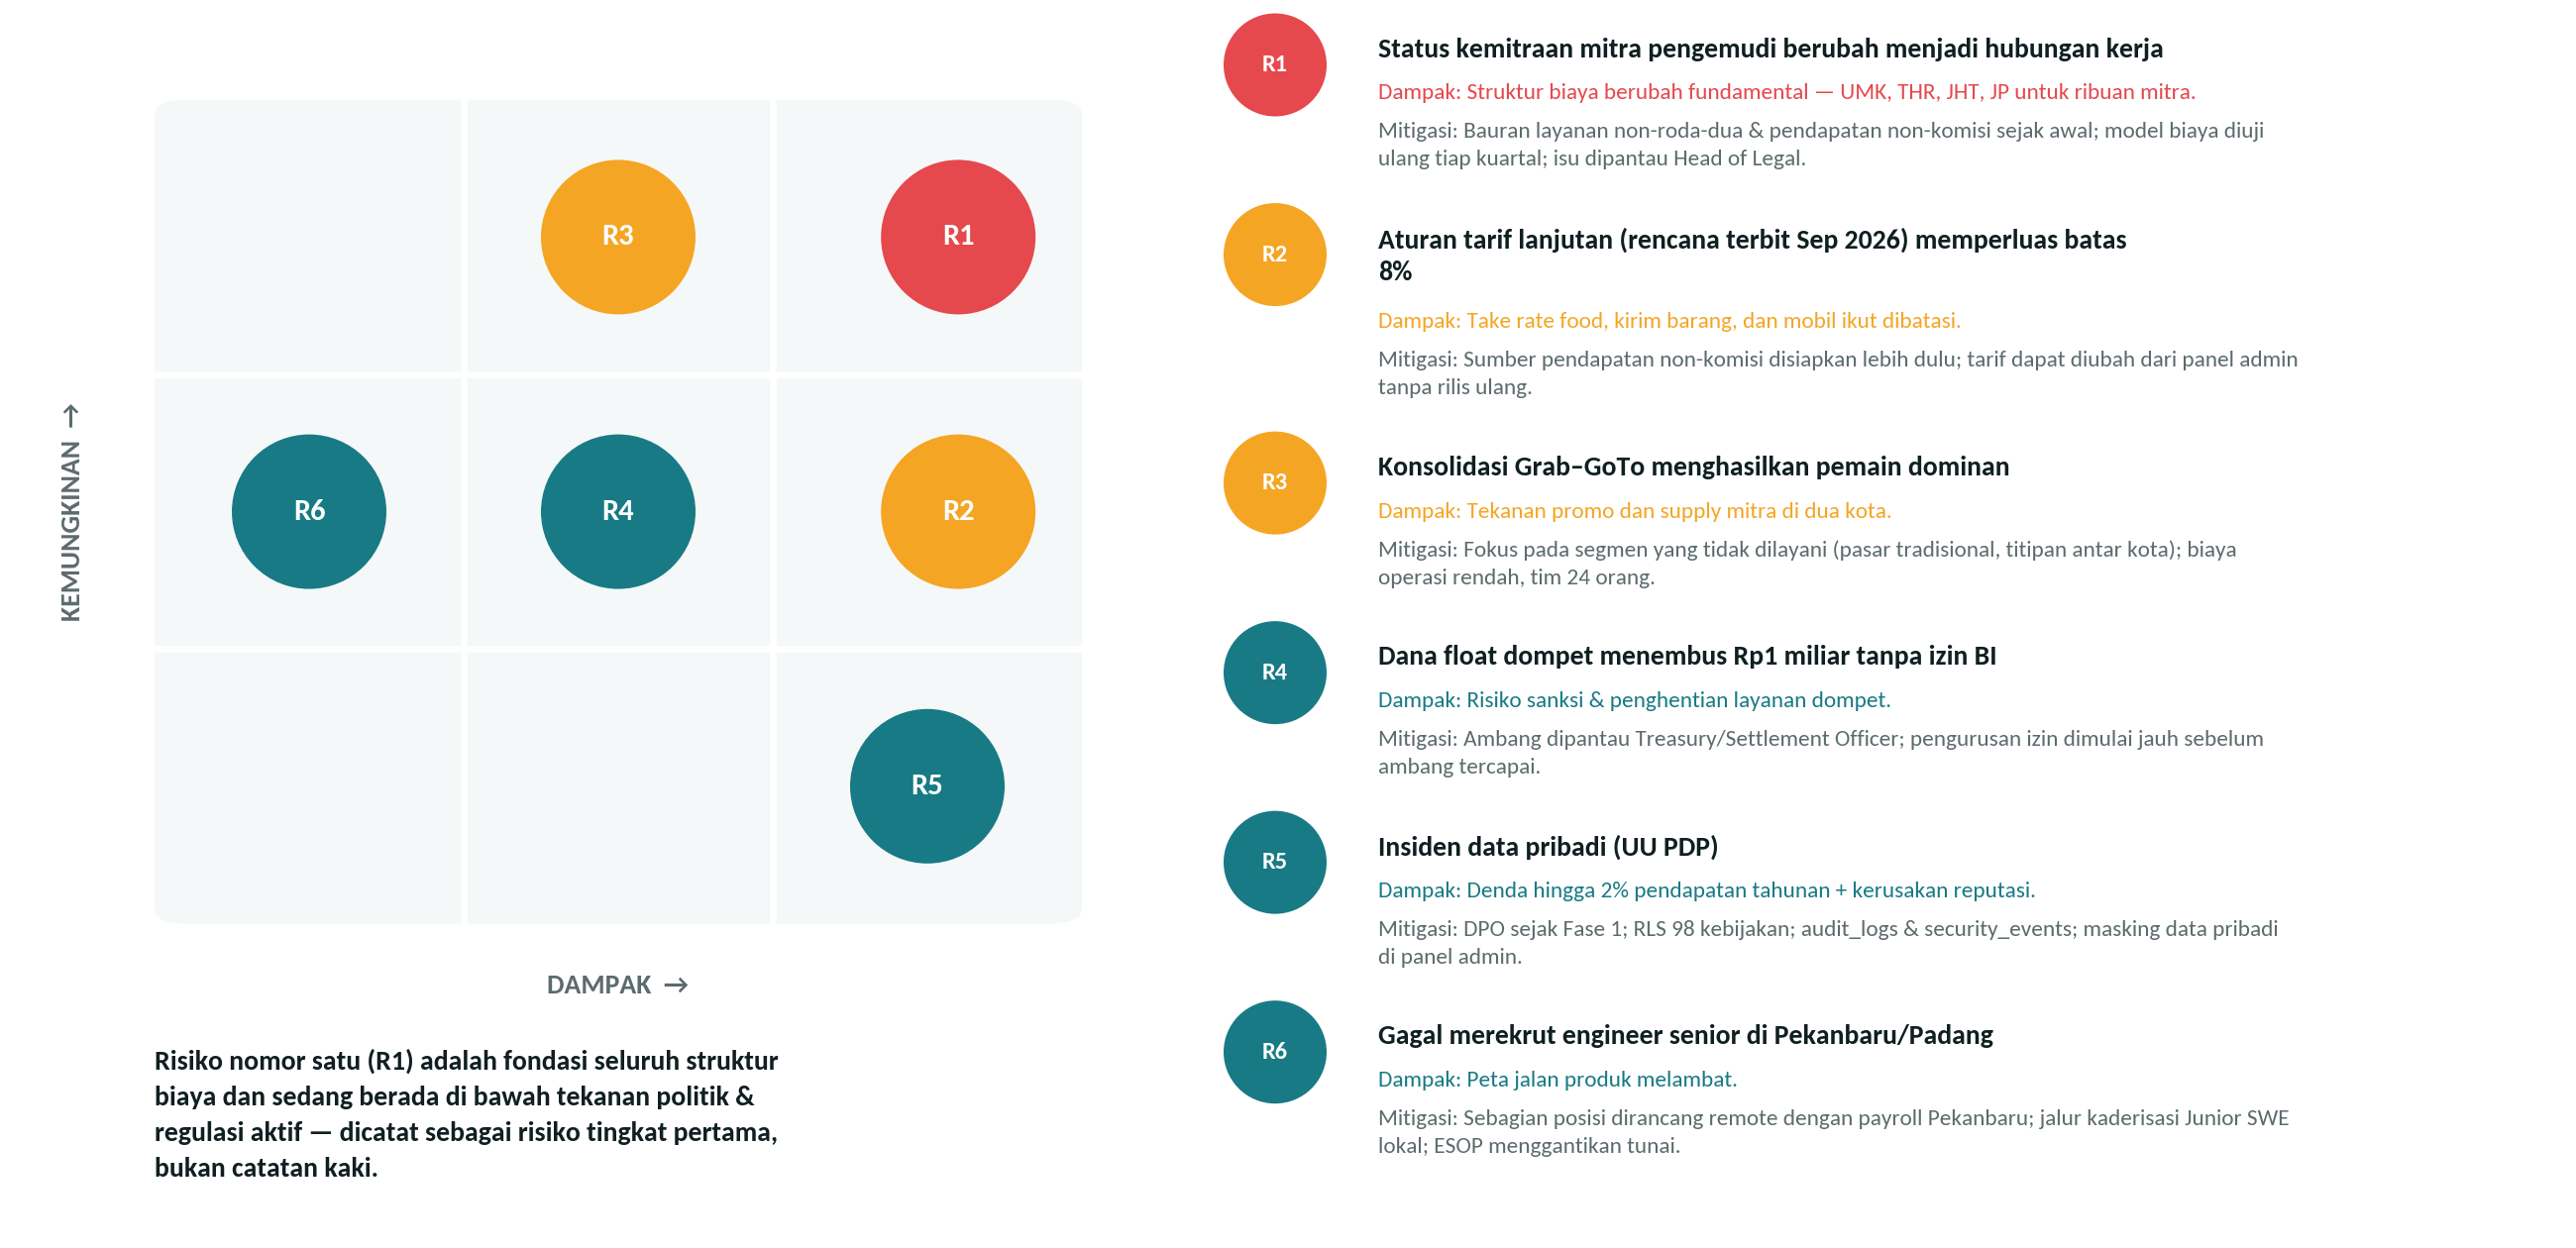 R3
R1
R6
R4
R2
R5
KEMUNGKINAN →
DAMPAK →
Risiko nomor satu (R1) adalah fondasi seluruh struktur
biaya dan sedang berada di bawah tekanan politik &
regulasi aktif — dicatat sebagai risiko tingkat pertama,
bukan catatan kaki.
R1
Status kemitraan mitra pengemudi berubah menjadi hubungan kerja
Dampak: Struktur biaya berubah fundamental — UMK, THR, JHT, JP untuk ribuan mitra.
Mitigasi: Bauran layanan non-roda-dua & pendapatan non-komisi sejak awal; model biaya diuji
ulang tiap kuartal; isu dipantau Head of Legal.
R2
Aturan tarif lanjutan (rencana terbit Sep 2026) memperluas batas
8%
Dampak: Take rate food, kirim barang, dan mobil ikut dibatasi.
Mitigasi: Sumber pendapatan non-komisi disiapkan lebih dulu; tarif dapat diubah dari panel admin
tanpa rilis ulang.
R3
Konsolidasi Grab–GoTo menghasilkan pemain dominan
Dampak: Tekanan promo dan supply mitra di dua kota.
Mitigasi: Fokus pada segmen yang tidak dilayani (pasar tradisional, titipan antar kota); biaya
operasi rendah, tim 24 orang.
R4
Dana float dompet menembus Rp1 miliar tanpa izin BI
Dampak: Risiko sanksi & penghentian layanan dompet.
Mitigasi: Ambang dipantau Treasury/Settlement Officer; pengurusan izin dimulai jauh sebelum
ambang tercapai.
R5
Insiden data pribadi (UU PDP)
Dampak: Denda hingga 2% pendapatan tahunan + kerusakan reputasi.
Mitigasi: DPO sejak Fase 1; RLS 98 kebijakan; audit_logs & security_events; masking data pribadi
di panel admin.
R6
Gagal merekrut engineer senior di Pekanbaru/Padang
Dampak: Peta jalan produk melambat.
Mitigasi: Sebagian posisi dirancang remote dengan payroll Pekanbaru; jalur kaderisasi Junior SWE
lokal; ESOP menggantikan tunai.